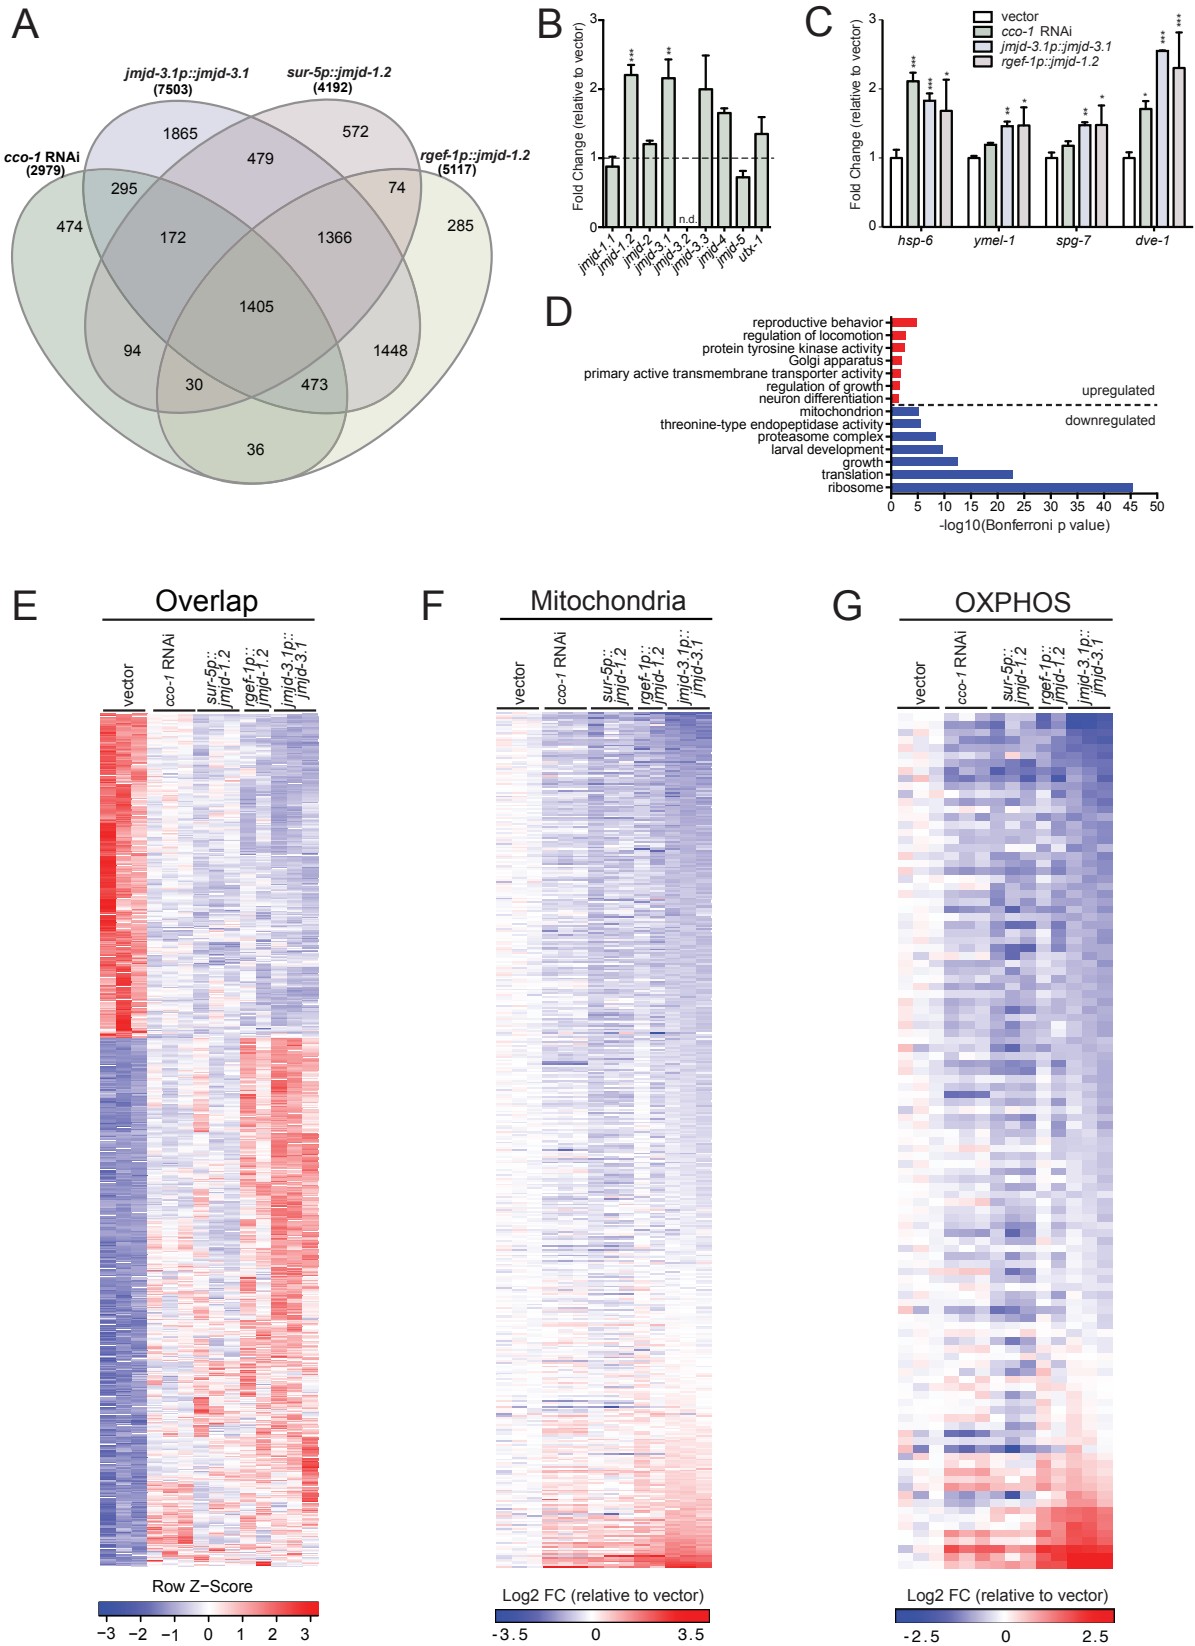 A
jmjd-3.1p::jmjd-3.1
(7503)
sur-5p::jmjd-1.2
(4192)
cco-1 RNAi
(2979)
rgef-1p::jmjd-1.2
(5117)
1865
572
479
295
74
474
172
1366
285
1405
94
1448
30
473
36
B
Fold Change (relative to vector)
3
2
1
0
***
**
n.d.
jmjd-1.1
jmjd-1.2
jmjd-2
jmjd-3.1
jmjd-3.2
jmjd-3.3
jmjd-4
jmjd-5
utx-1
C
Fold Change (relative to vector)
3
2
1
0
vector
cco-1 RNAi
jmjd-3.1p::jmjd-3.1
rgef-1p::jmjd-1.2
***
***
*
**
*
**
*
*
***
***
hsp-6
ymel-1
spg-7
dve-1
D
reproductive behavior
regulation of locomotion
protein tyrosine kinase activity
Golgi apparatus
primary active transmembrane transporter activity
regulation of growth
neuron differentiation
mitochondrion
threonine-type endopeptidase activity
proteasome complex
larval development
growth
translation
ribosome
upregulated
downregulated
0 5 10 15 20 25 30 35 40 45 50
-log10(Bonferroni p value)
E
Overlap
vector
cco-1 RNAi
sur-5p::
jmjd-1.2
rgef-1p::
jmjd-1.2
jmjd-3.1p::
jmjd-3.1
Row Z−Score
−3 −2 −1 0 1 2 3
F
Mitochondria
vector
cco-1 RNAi
sur-5p::
jmjd-1.2
rgef-1p::
jmjd-1.2
jmjd-3.1p::
jmjd-3.1
Log2 FC (relative to vector)
-3.5 0 3.5
G
OXPHOS
vector
cco-1 RNAi
sur-5p::
jmjd-1.2
rgef-1p::
jmjd-1.2
jmjd-3.1p::
jmjd-3.1
Log2 FC (relative to vector)
-2.5 0 2.5